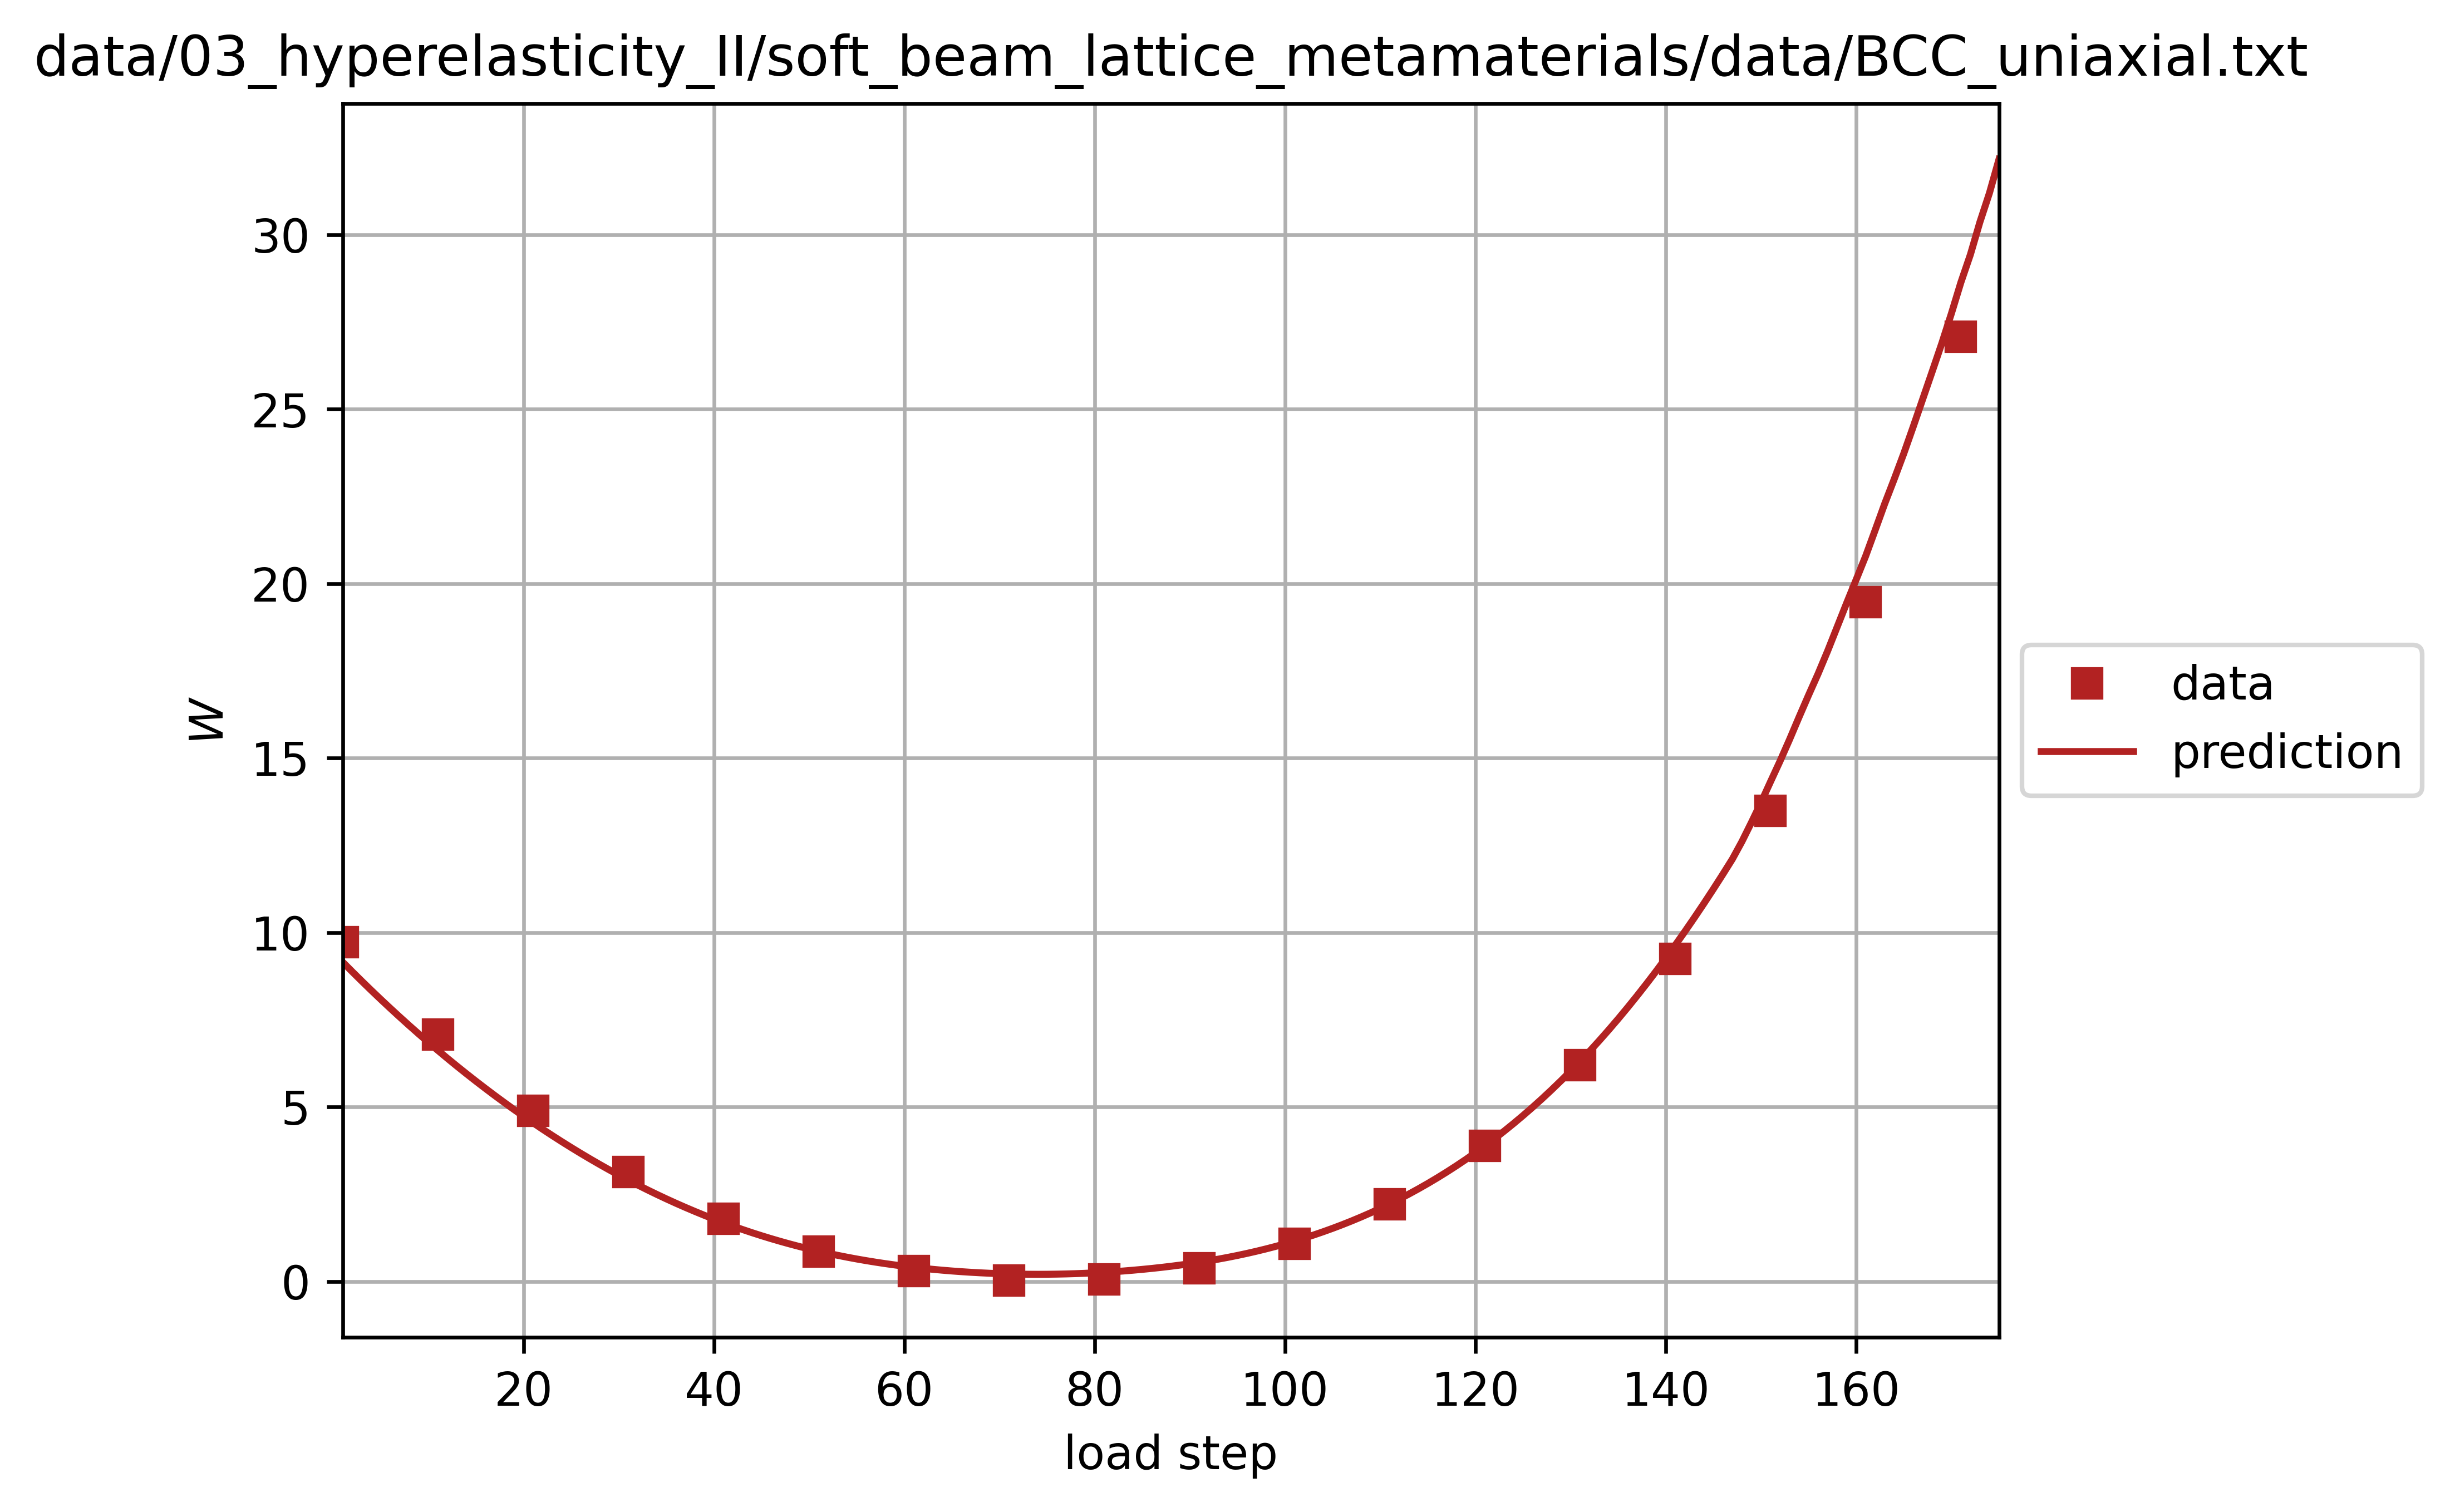 data/03_hyperelasticity_II/soft_beam_lattice_metamaterials/data/BCC_uniaxial.txt
30
25
20
15
10
5
0
W
20 40 60 80 100 120 140 160
load step
data
prediction